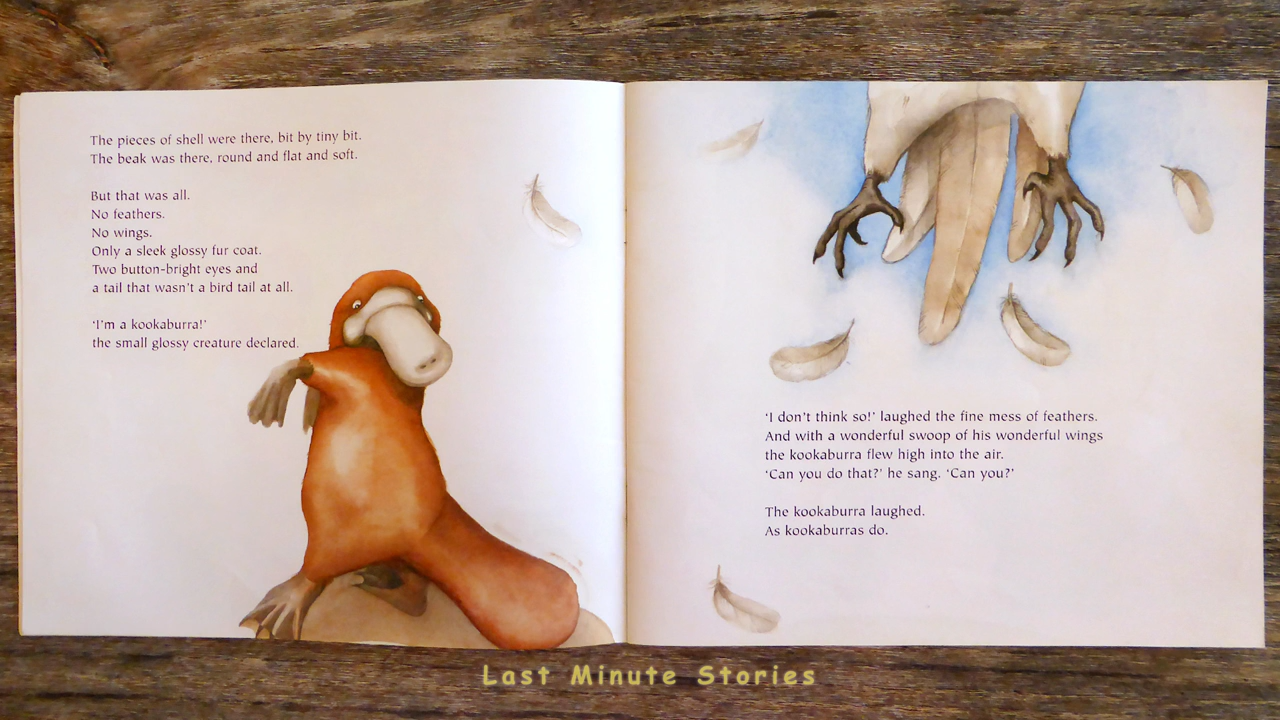 The pieces of shell were there, bit by tiny bit.
The beak was there, round and flat and soft.
But that was all.
No feathers.
No wings.
Only a sleek glossy fur coat.
Two button-bright eyes and
a tail that wasn't a bird tail at all.
'I'm a kookaburra!'
the small glossy creature declared.
'I don't think so!' laughed the fine mess of feathers.
And with a wonderful swoop of his wonderful wings
the kookaburra flew high into the air.
'Can you do that?' he sang. 'Can you?'
The kookaburra laughed.
As kookaburras do.
Last Minute Stories